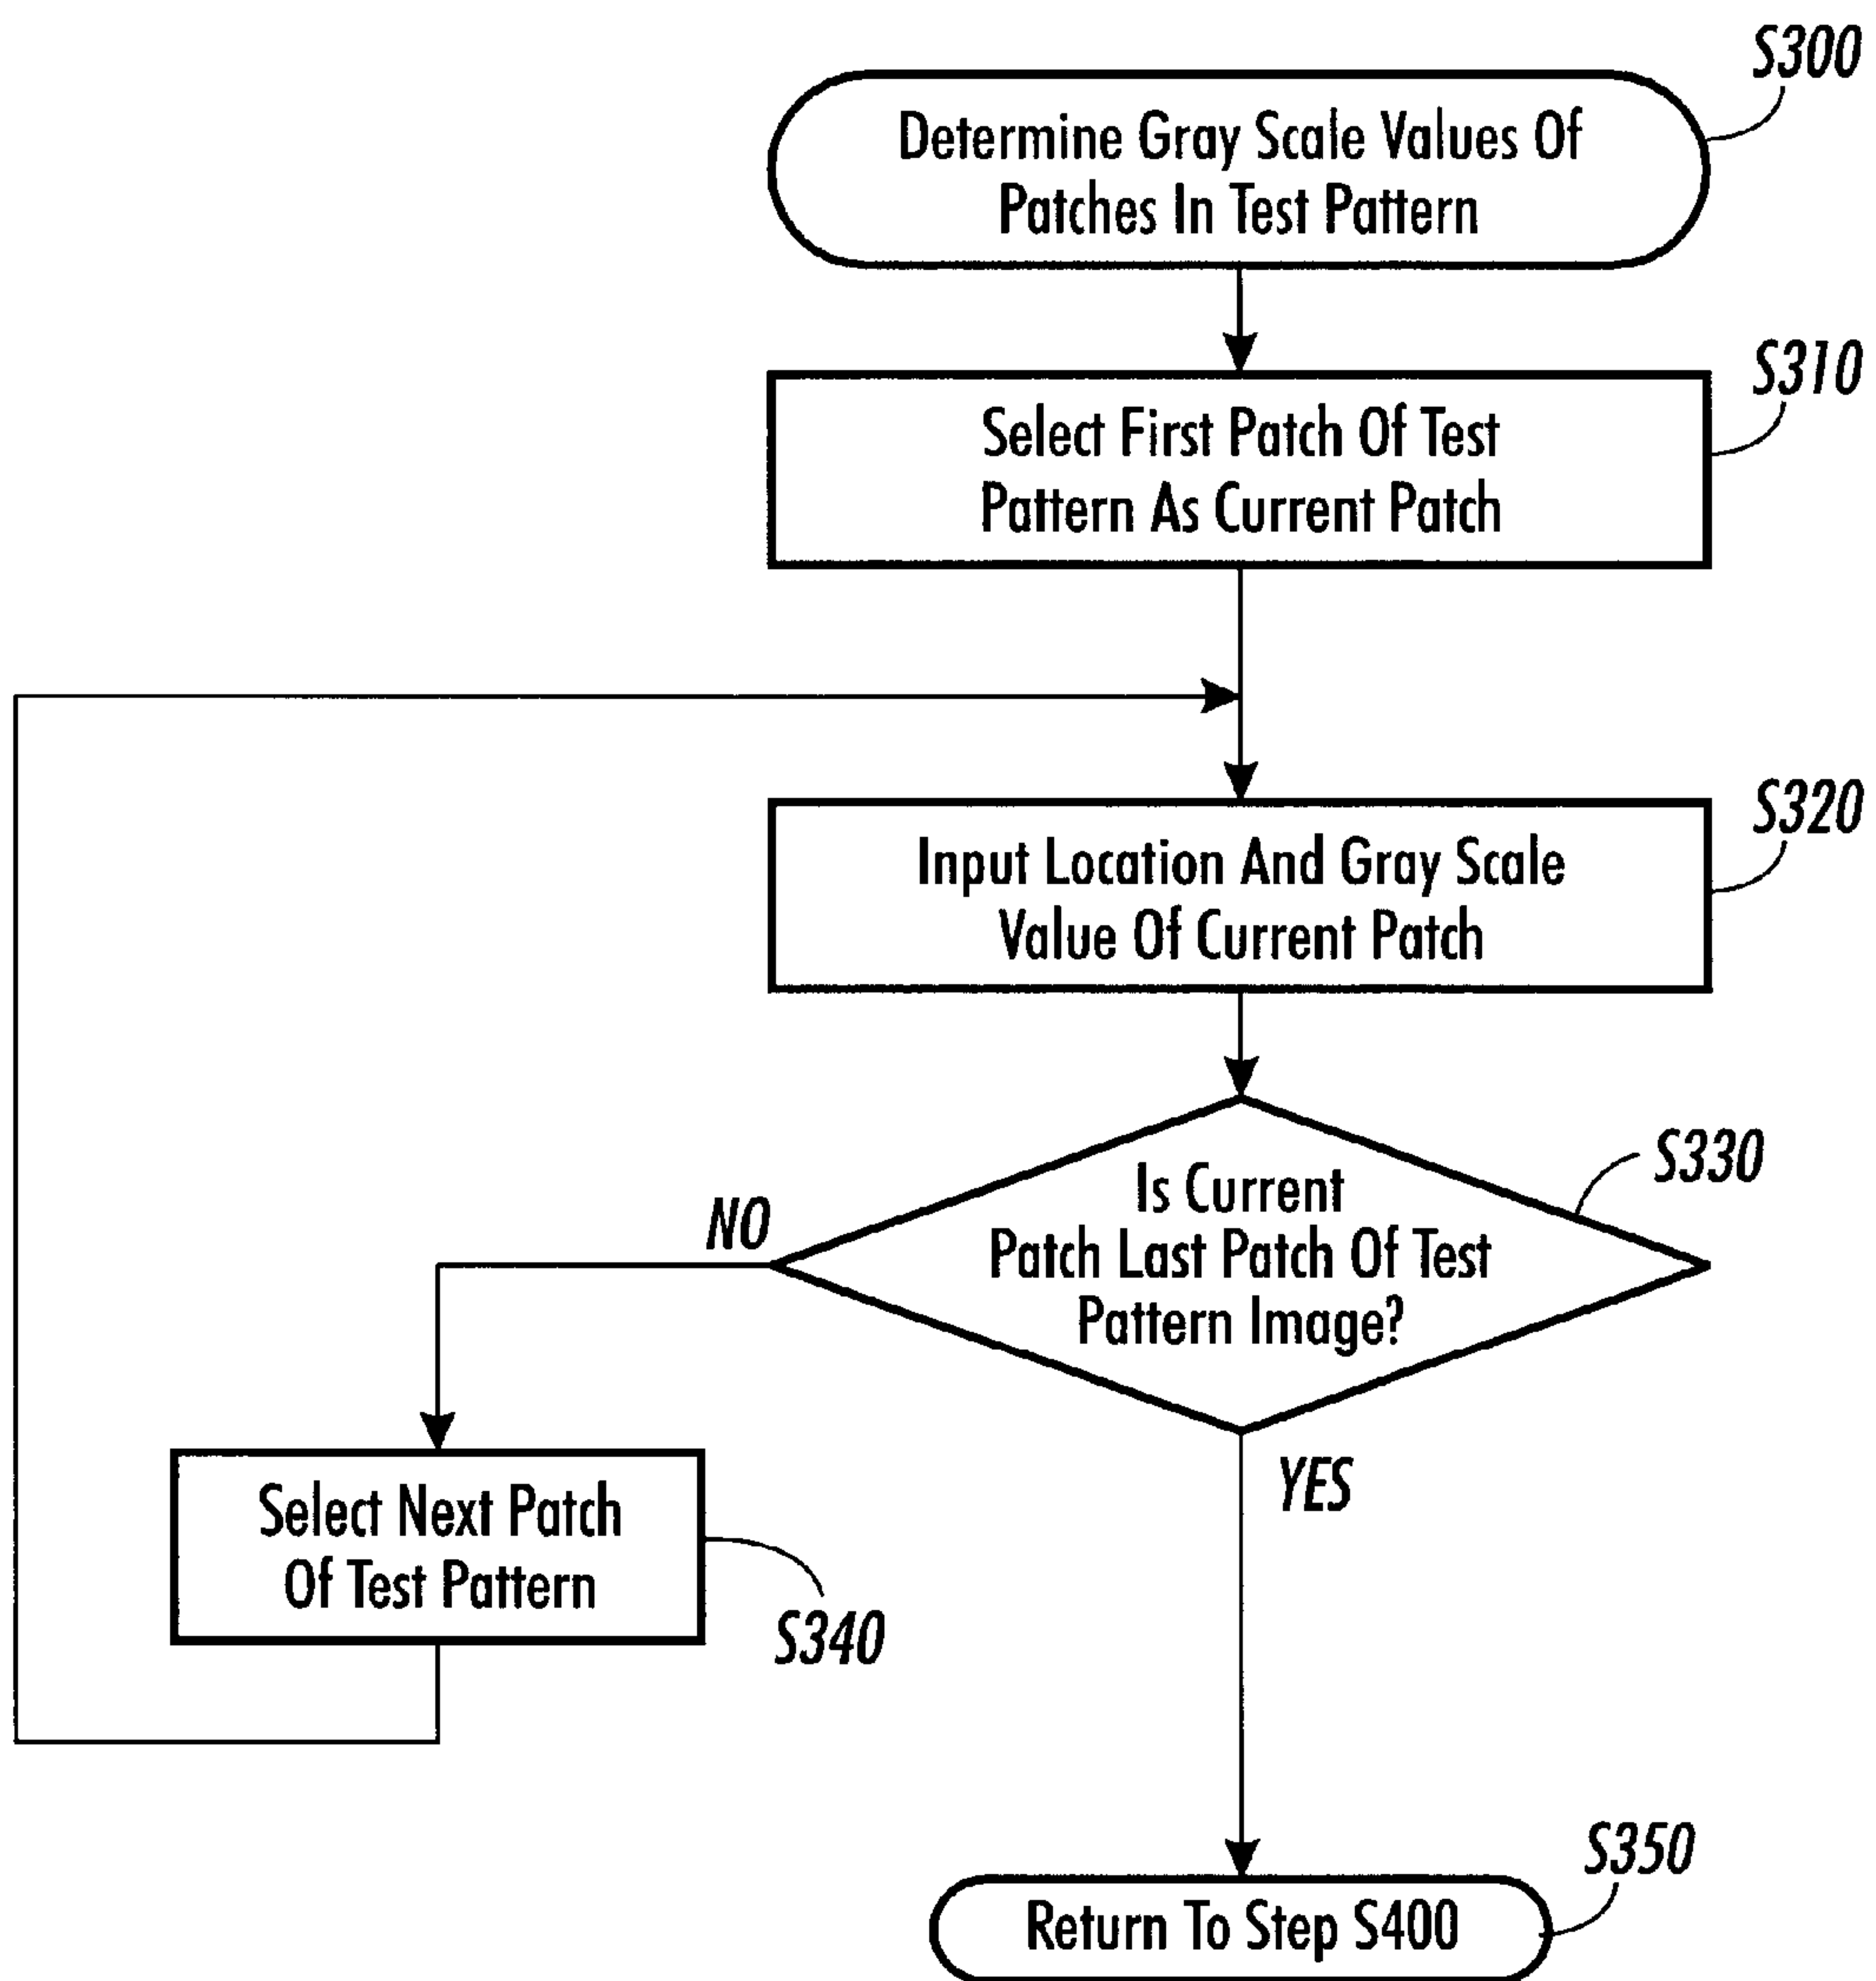 S300
Determine Gray Scale Values Of
Patches In Test Pattern
S310
Select First Patch Of Test
Pattern As Current Patch
S320
Input Location And Gray Scale
Value Of Current Patch
S330
Is Current
Patch Last Patch Of Test
Pattern Image?
NO
YES
Select Next Patch
Of Test Pattern
S340
S350
Return To Step S400